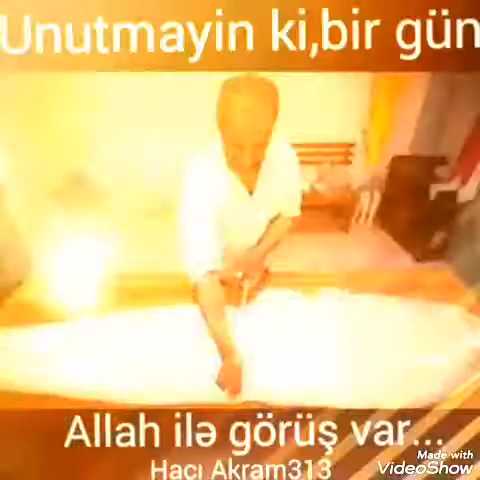 Unutmayin ki,bir gün
Allah ilə görüş var...
Hacı Akram313
Made with
VideoShow